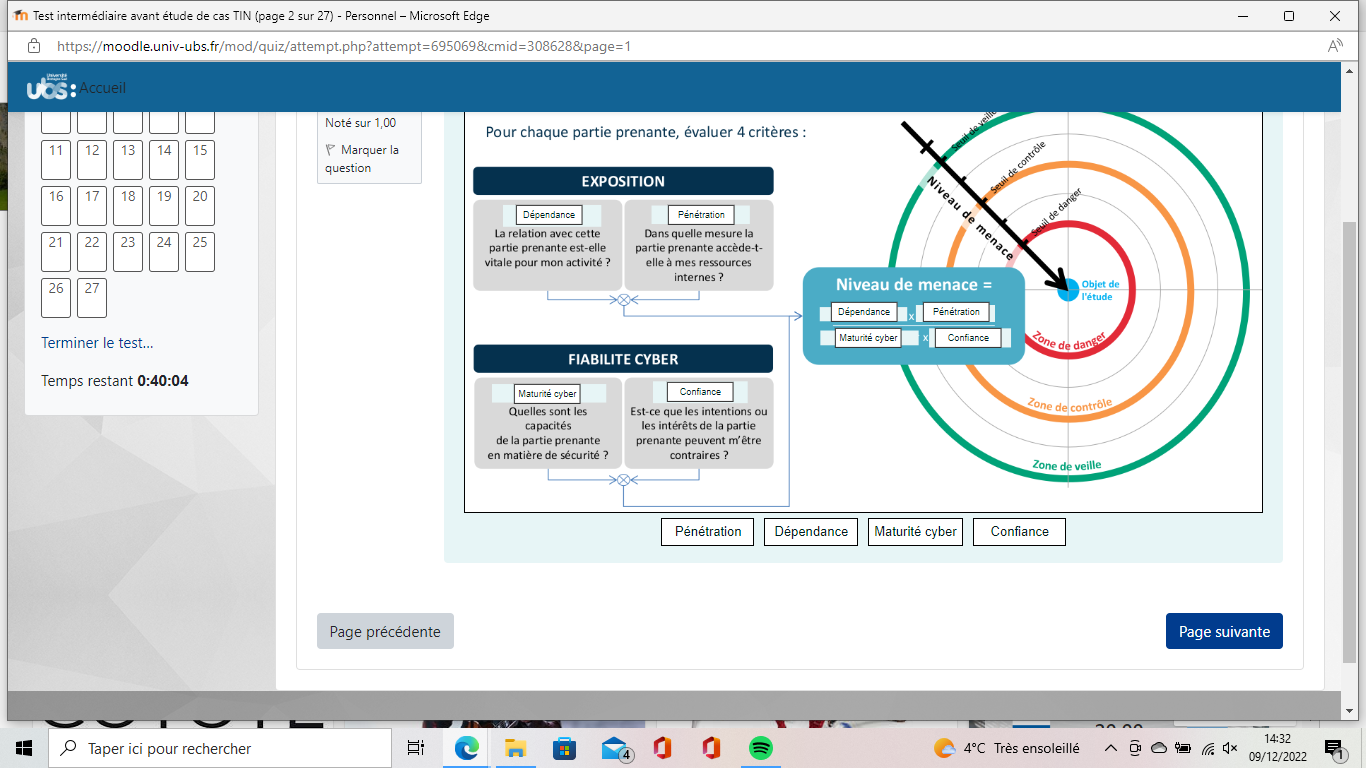 Test intermédiaire avant étude de cas TIN (page 2 sur 27) - Personnel – Microsoft Edge
https://moodle.univ-ubs.fr/mod/quiz/attempt.php?attempt=695069&cmid=308628&page=1
ubs: Accueil
11 12 13 14 15
16 17 18 19 20
21 22 23 24 25
26 27
Terminer le test...
Temps restant 0:40:04
Noté sur 1,00
Marquer la
question
Pour chaque partie prenante, évaluer 4 critères :
EXPOSITION
Dépendance
La relation avec cette
partie prenante est-elle
vitale pour mon activité ?
Pénétration
Dans quelle mesure la
partie prenante accède-t-
elle à mes ressources
internes ?
FIABILITE CYBER
Maturité cyber
Quelles sont les
capacités
de la partie prenante
en matière de sécurité ?
Confiance
Est-ce que les intentions ou
les intérêts de la partie
prenante peuvent m'être
contraires ?
Niveau de menace =
Dépendance x Pénétration
Maturité cyber x Confiance
Seuil de veille
Seuil de contrôle
Seuil de danger
Niveau de menace
Objet de
l'étude
Zone de danger
Zone de contrôle
Zone de veille
Pénétration Dépendance Maturité cyber Confiance
Page précédente
Page suivante
Taper ici pour rechercher
4
4°C Très ensoleillé
14:32
09/12/2022
1